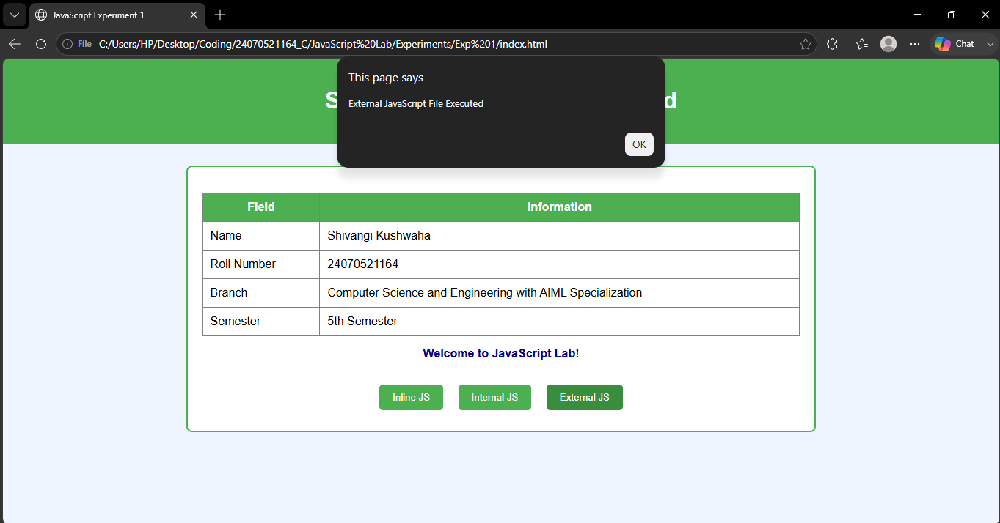 JavaScript Experiment 1
File C:/Users/HP/Desktop/Coding/24070521164_C/JavaScript%20Lab/Experiments/Exp%201/index.html
Chat
This page says
External JavaScript File Executed
OK
Field Information
Name Shivangi Kushwaha
Roll Number 24070521164
Branch Computer Science and Engineering with AIML Specialization
Semester 5th Semester
Welcome to JavaScript Lab!
Inline JS Internal JS External JS